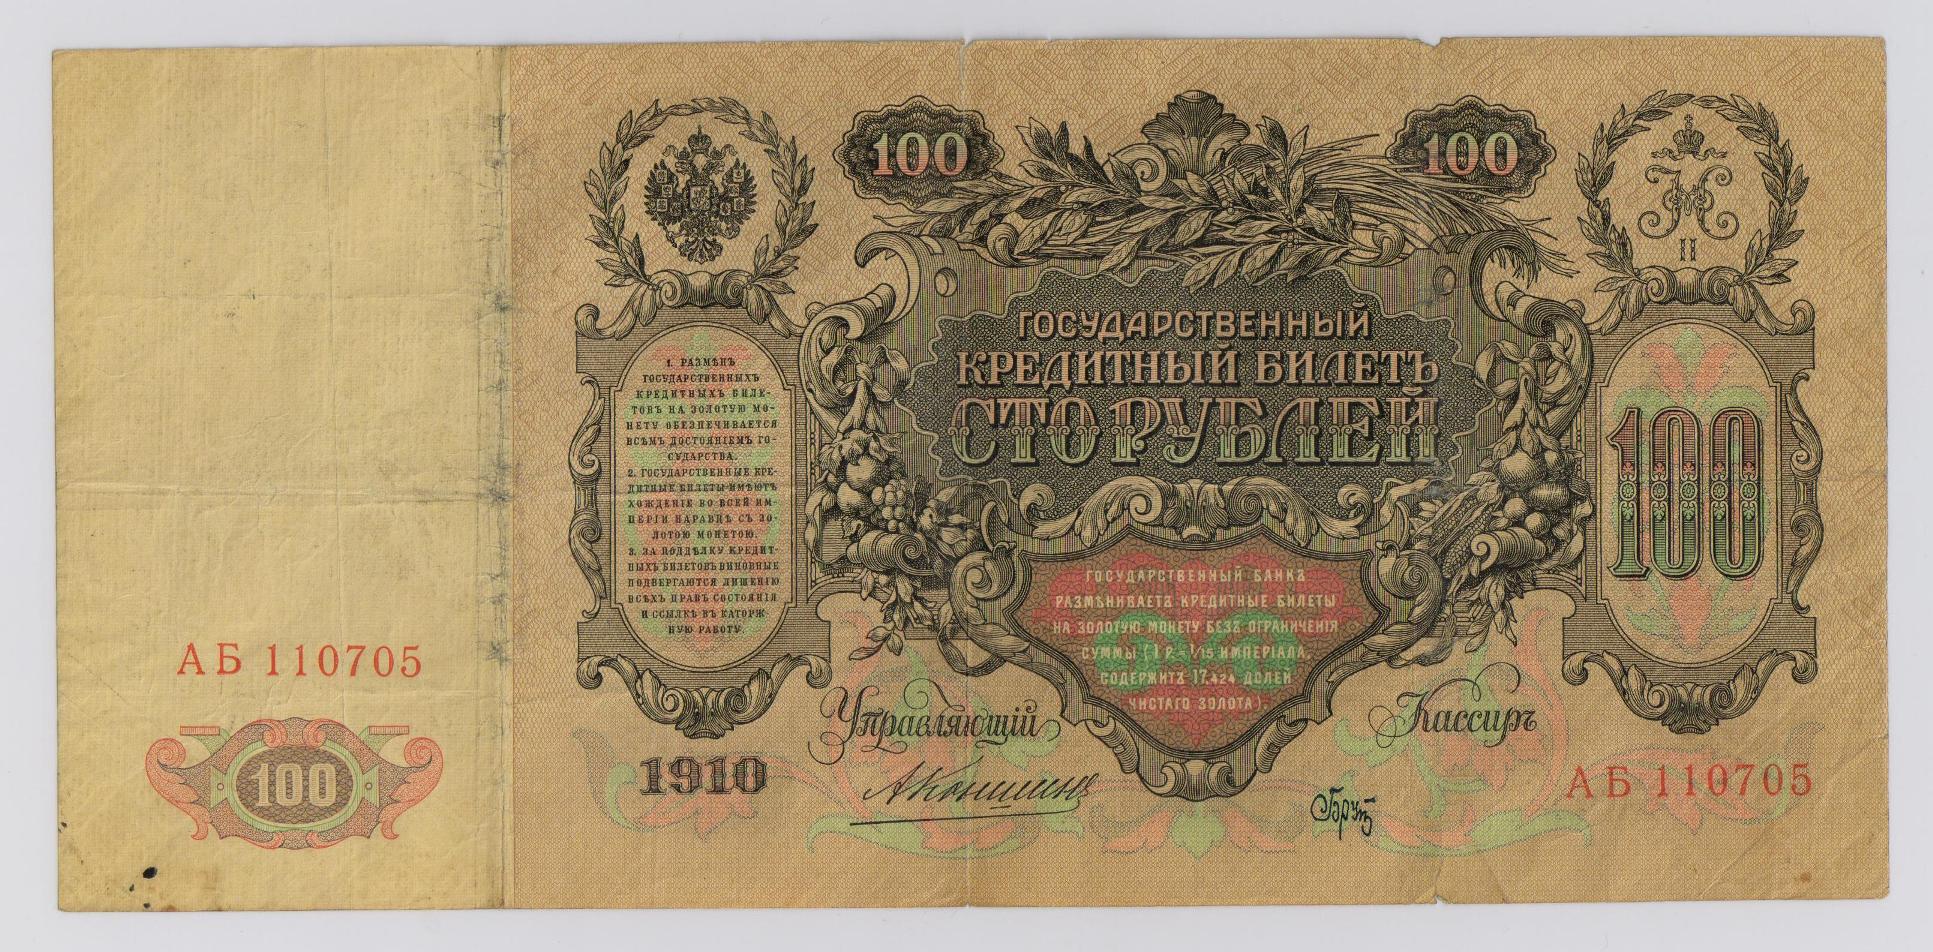 100
100
II
ГОСУДАРСТВЕННЫЙ
КРЕДИТНЫЙ БИЛЕТЪ
СТО РУБЛЕЙ
1. РАЗМѢНЪ
ГОСУДАРСТВЕННЫХЪ
КРЕДИТНЫХЪ БИЛЕ-
ТОВЪ НА ЗОЛОТУЮ МО-
НЕТУ ОБЕЗПЕЧИВАЕТСЯ
ВСѢМЪ ДОСТОЯНІЕМЪ ГО-
СУДАРСТВА.
2. ГОСУДАРСТВЕННЫЕ КРЕ-
ДИТНЫЕ БИЛЕТЫ ИМѢЮТЪ
ХОЖДЕНІЕ ВО ВСЕЙ ИМ-
ПЕРІИ НАРАВНѢ СЪ ЗО-
ЛОТОЮ МОНЕТОЮ.
3. ЗА ПОДДѢЛКУ КРЕДИТ-
НЫХЪ БИЛЕТОВЪ ВИНОВНЫЕ
ПОДВЕРГАЮТСЯ ЛИШЕНІЮ
ВСѢХЪ ПРАВЪ СОСТОЯНІЯ
И ССЫЛКѢ ВЪ КАТОРЖ
НУЮ РАБОТУ.
100
ГОСУДАРСТВЕННЫЙ БАНКЪ
РАЗМѢНИВАЕТЪ КРЕДИТНЫЕ БИЛЕТЫ
НА ЗОЛОТУЮ МОНЕТУ БЕЗЪ ОГРАНИЧЕНІЯ
СУММЫ (1 Р.= 1/15 ИМПЕРІАЛА,
СОДЕРЖИТЪ 17,424 ДОЛЕЙ
ЧИСТАГО ЗОЛОТА).
АБ 110705
Управляющій
Кассиръ
1910
АКоншинъ
АБ 110705
100